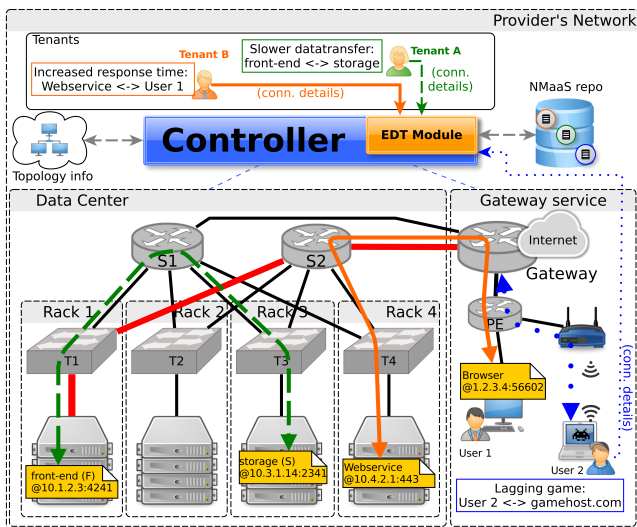 Provider's Network
Tenants
Tenant B
Increased response time:
Webservice <-> User 1
Slower datatransfer:
front-end <-> storage
Tenant A
(conn. details)
(conn.
details)
NMaaS repo
Topology info
Controller
EDT Module
Data Center
Gateway service
S1
S2
Internet
Gateway
Rack 1
Rack 2
Rack 3
Rack 4
PE
T1
T2
T3
T4
Browser
@1.2.3.4:56602
(conn. details)
User 1
User 2
front-end (F)
@10.1.2.3:4241
storage (S)
@10.3.1.14:2341
Webservice
@10.4.2.1:443
Lagging game:
User 2 <-> gamehost.com